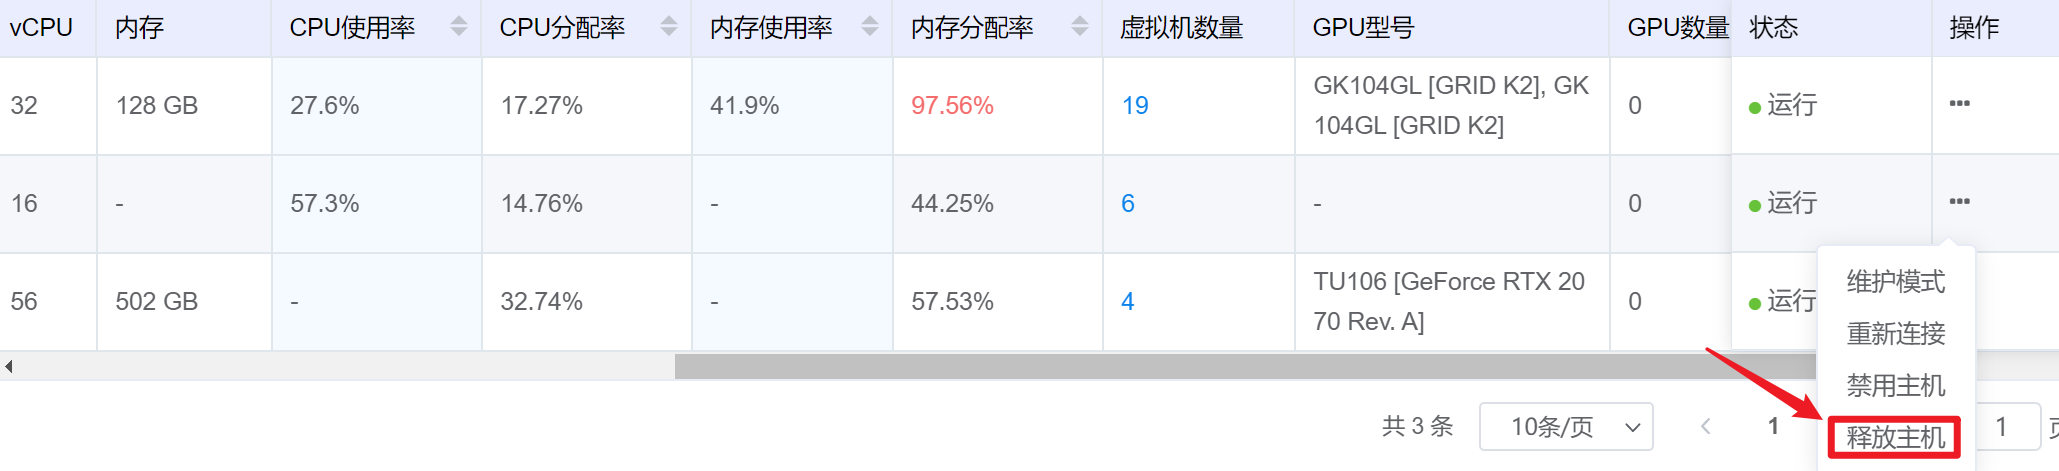 vCPU 内存 CPU使用率 CPU分配率 内存使用率 内存分配率 虚拟机数量 GPU型号 GPU数量 状态 操作
32 128 GB 27.6% 17.27% 41.9% 97.56% 19 GK104GL [GRID K2], GK 0 运行 •••
104GL [GRID K2]
16 - 57.3% 14.76% - 44.25% 6 - 0 运行 •••
56 502 GB - 32.74% - 57.53% 4 TU106 [GeForce RTX 20 0 运行
70 Rev. A]
维护模式
重新连接
禁用主机
释放主机
共 3 条 10条/页 1 1